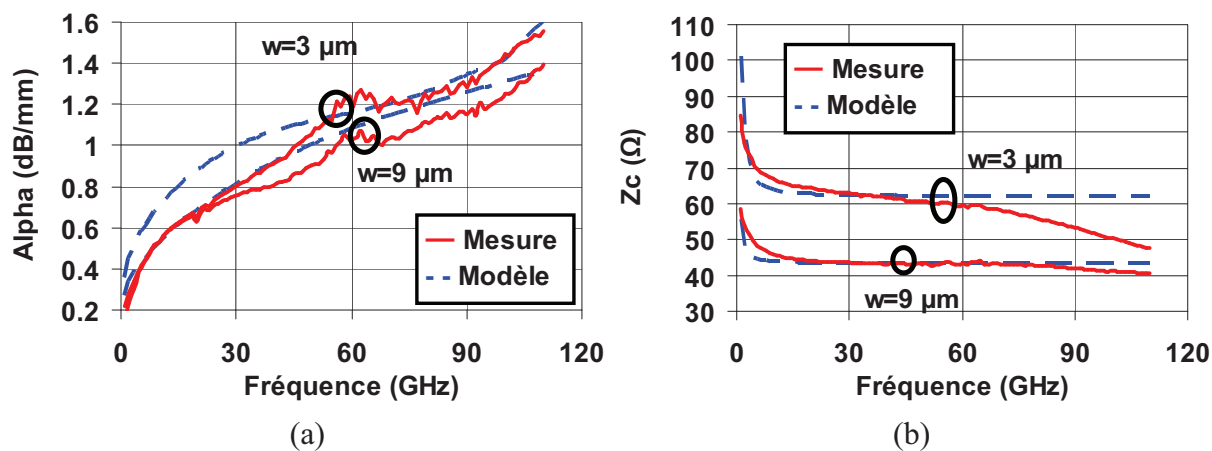 1.6
1.4
1.2
1
0.8
0.6
0.4
0.2
Alpha (dB/mm)
w=3 µm
w=9 µm
Mesure
Modèle
0 30 60 90 120
Fréquence (GHz)
(a)
110
100
90
80
70
60
50
40
30
Zc (Ω)
Mesure
Modèle
w=3 µm
w=9 µm
0 30 60 90 120
Fréquence (GHz)
(b)